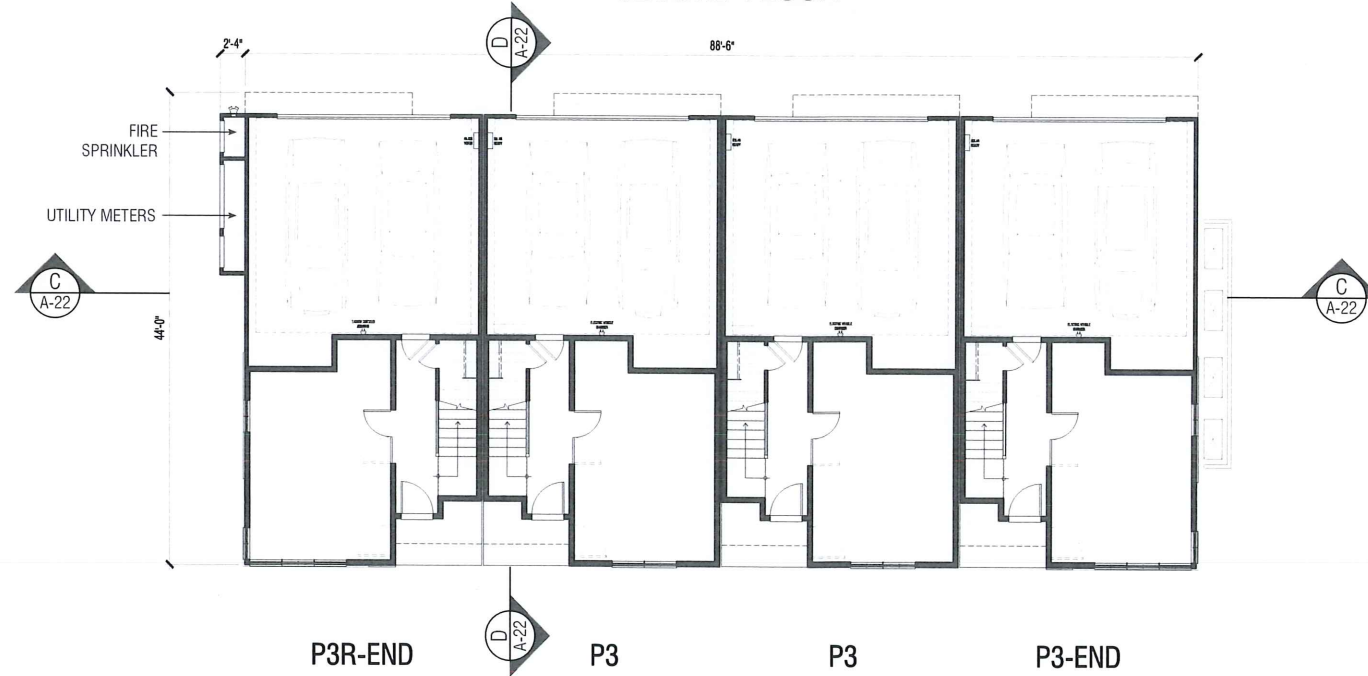 2'-4"
88'-6"
D
A-22
FIRE
SPRINKLER
UTILITY METERS
C
A-22
C
A-22
44'-0"
D
A-22
P3R-END
P3
P3
P3-END